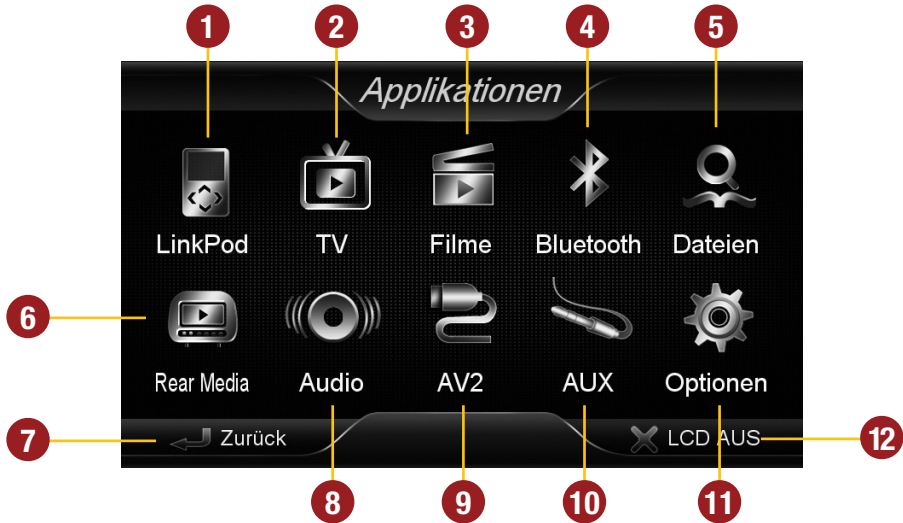 1 2 3 4 5
Applikationen
LinkPod TV Filme Bluetooth Dateien
6
Rear Media Audio AV2 AUX Optionen
7 Zurück LCD AUS 12
8 9 10 11